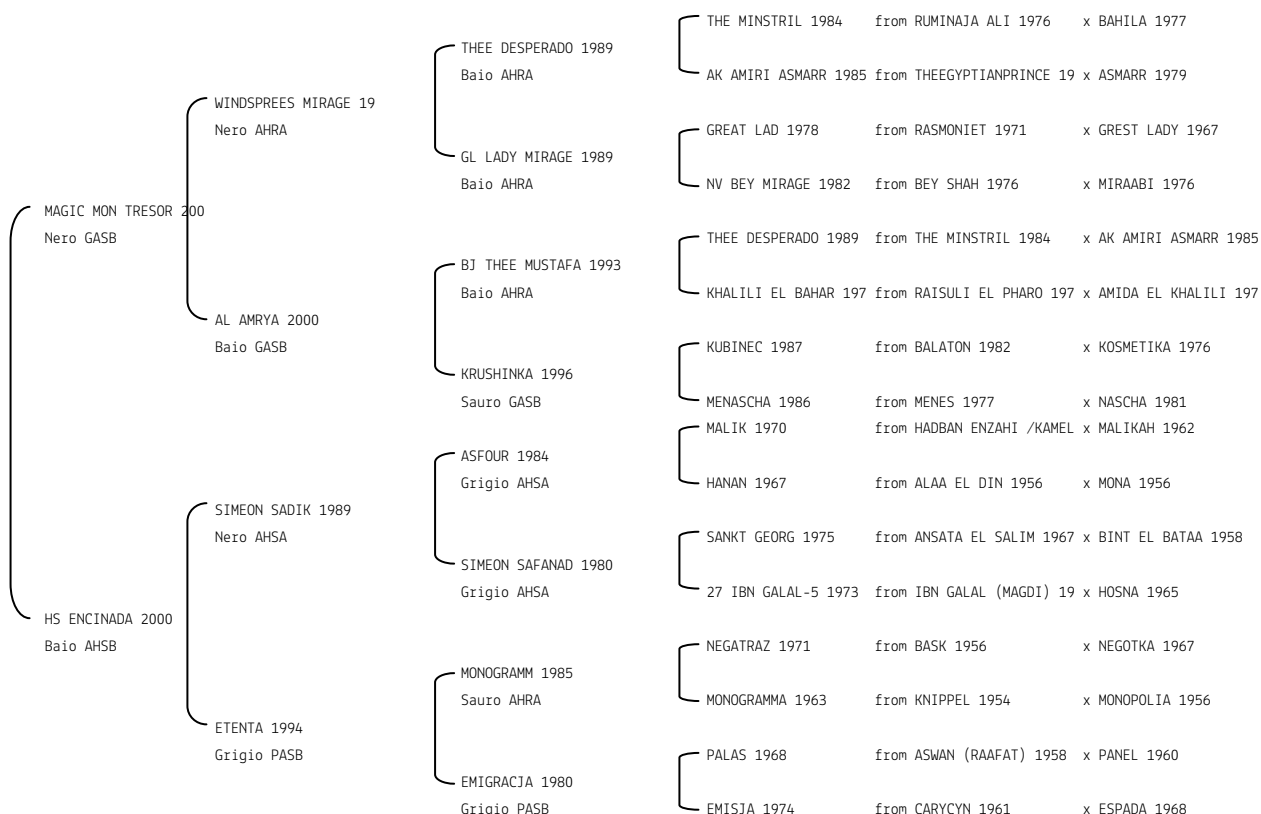 THE MINSTRIL 1984 from RUMINAJA ALI 1976 x BAHILA 1977
THEE DESPERADO 1989
Baio AHRA
AK AMIRI ASMARR 1985 from THEEGYPTIANPRINCE 19 x ASMARR 1979
WINDSPREES MIRAGE 19
Nero AHRA
GREAT LAD 1978 from RASMONIET 1971 x GREST LADY 1967
GL LADY MIRAGE 1989
Baio AHRA
NV BEY MIRAGE 1982 from BEY SHAH 1976 x MIRAABI 1976
MAGIC MON TRESOR 200
Nero GASB
THEE DESPERADO 1989 from THE MINSTRIL 1984 x AK AMIRI ASMARR 1985
BJ THEE MUSTAFA 1993
Baio AHRA
KHALILI EL BAHAR 197 from RAISULI EL PHARO 197 x AMIDA EL KHALILI 197
AL AMRYA 2000
Baio GASB
KUBINEC 1987 from BALATON 1982 x KOSMETIKA 1976
KRUSHINKA 1996
Sauro GASB
MENASCHA 1986 from MENES 1977 x NASCHA 1981
MALIK 1970 from HADBAN ENZAHI /KAMEL x MALIKAH 1962
ASFOUR 1984
Grigio AHSA
HANAN 1967 from ALAA EL DIN 1956 x MONA 1956
SIMEON SADIK 1989
Nero AHSA
SANKT GEORG 1975 from ANSATA EL SALIM 1967 x BINT EL BATAA 1958
SIMEON SAFANAD 1980
Grigio AHSA
27 IBN GALAL-5 1973 from IBN GALAL (MAGDI) 19 x HOSNA 1965
HS ENCINADA 2000
Baio AHSB
NEGATRAZ 1971 from BASK 1956 x NEGOTKA 1967
MONOGRAMM 1985
Sauro AHRA
MONOGRAMMA 1963 from KNIPPEL 1954 x MONOPOLIA 1956
ETENTA 1994
Grigio PASB
PALAS 1968 from ASWAN (RAAFAT) 1958 x PANEL 1960
EMIGRACJA 1980
Grigio PASB
EMISJA 1974 from CARYCYN 1961 x ESPADA 1968